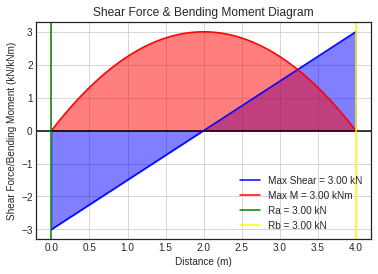 Shear Force & Bending Moment Diagram
Shear Force/Bending Moment (kN/kNm)
3
2
1
0
−1
−2
−3
Max Shear = 3.00 kN
Max M = 3.00 kNm
Ra = 3.00 kN
Rb = 3.00 kN
0.0 0.5 1.0 1.5 2.0 2.5 3.0 3.5 4.0
Distance (m)